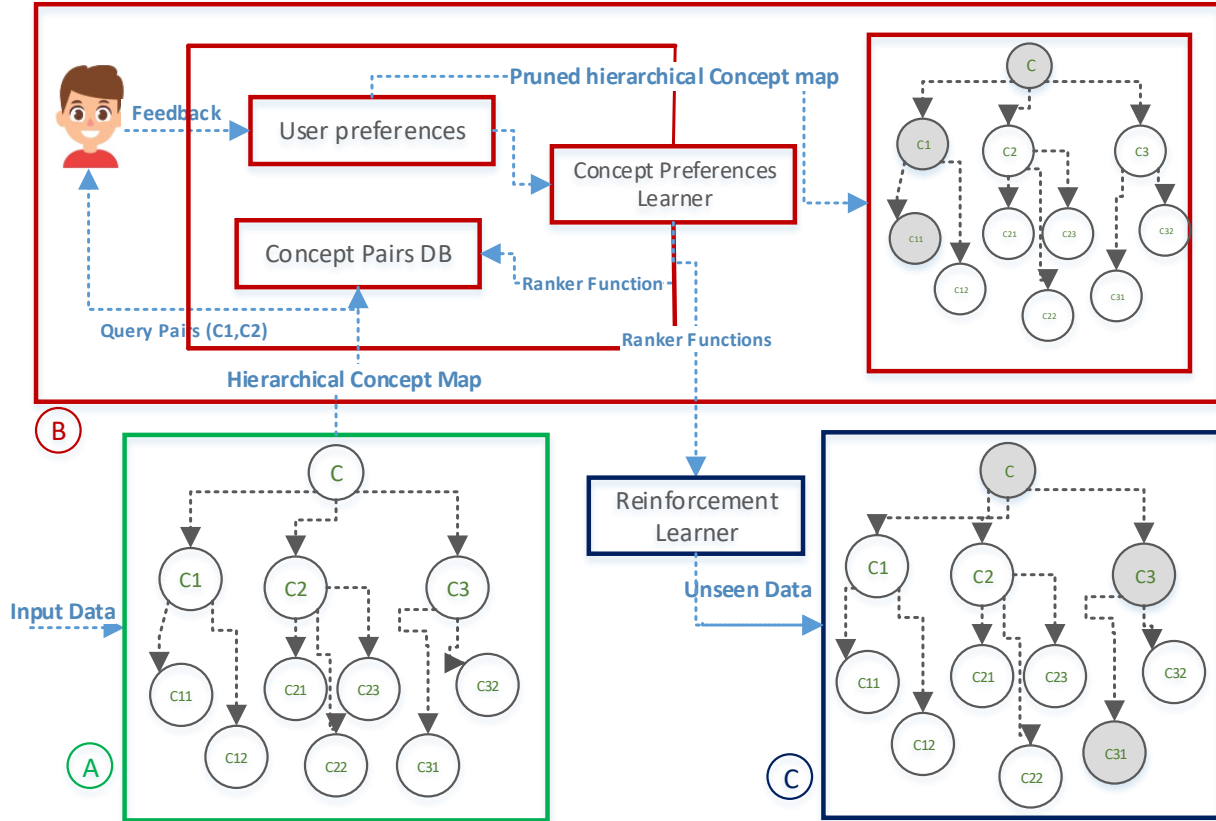 Feedback
User preferences
Pruned hierarchical Concept map
Concept Preferences
Learner
Concept Pairs DB
Ranker Function
Query Pairs (C1,C2)
Ranker Functions
Hierarchical Concept Map
C
C1
C2
C3
C11
C12
C21
C22
C23
C31
C32
B
Input Data
C
C1
C2
C3
C11
C12
C21
C22
C23
C31
C32
A
Reinforcement
Learner
Unseen Data
C
C1
C2
C3
C11
C12
C21
C22
C23
C31
C32
C